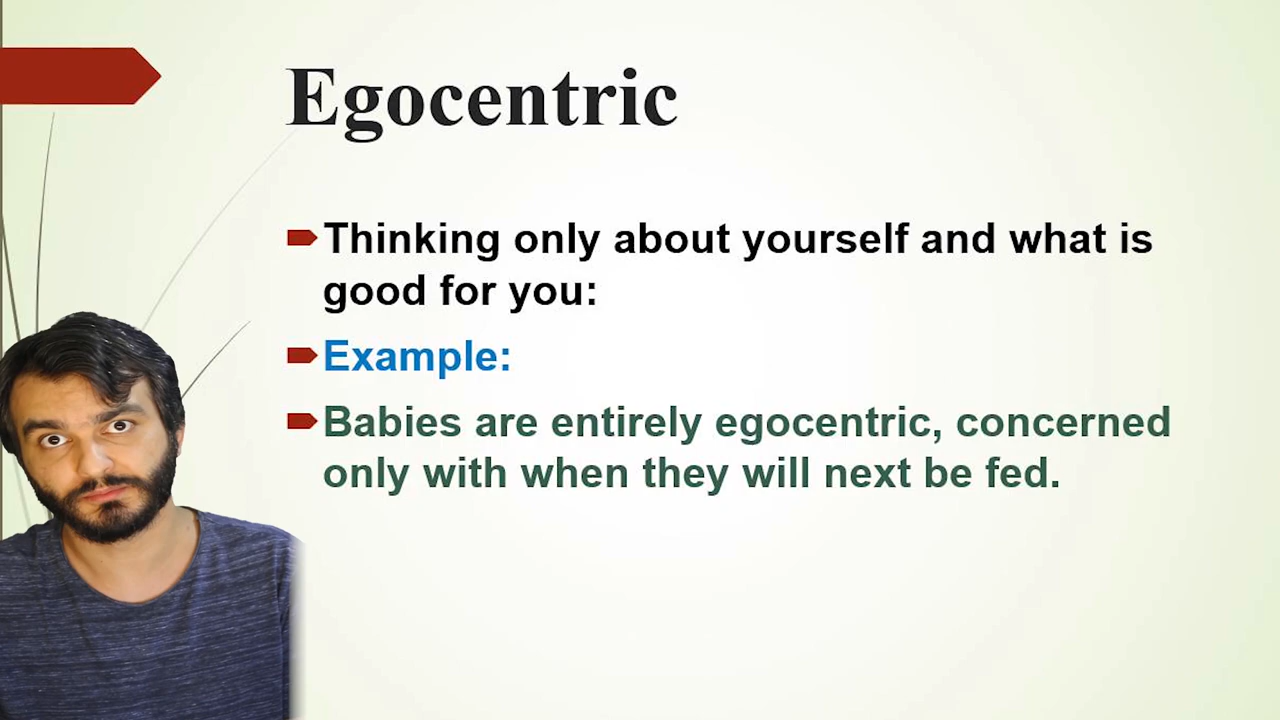 Egocentric
Thinking only about yourself and what is
good for you:
Example:
Babies are entirely egocentric, concerned
only with when they will next be fed.